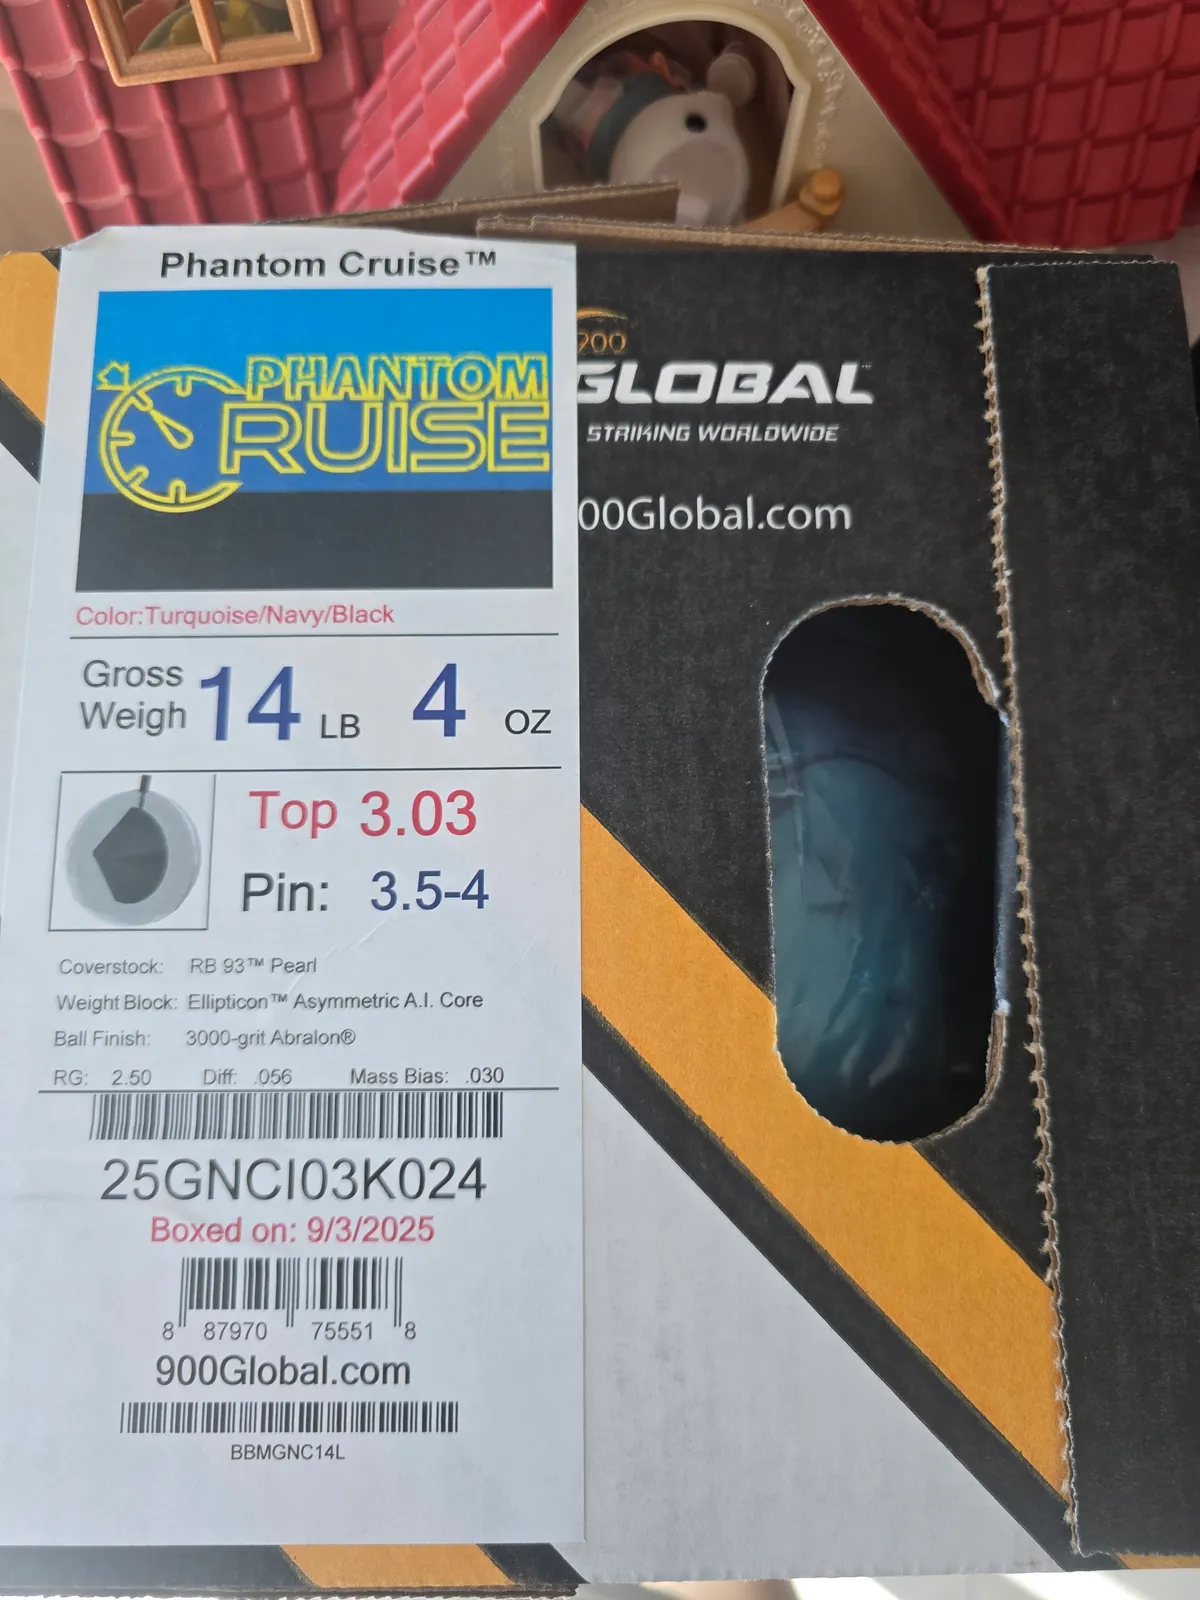 Phantom Cruise™
PHANTOM
CRUISE
Color:Turquoise/Navy/Black
Gross
Weigh
14 LB 4 OZ
Top 3.03
Pin: 3.5-4
Coverstock: RB 93™ Pearl
Weight Block: Ellipticon™ Asymmetric A.I. Core
Ball Finish: 3000-grit Abralon®
RG: 2.50 Diff: .056 Mass Bias: .030
25GNCI03K024
Boxed on: 9/3/2025
8 87970 75551 8
900Global.com
BBMGNC14L
900
GLOBAL™
STRIKING WORLDWIDE
00Global.com